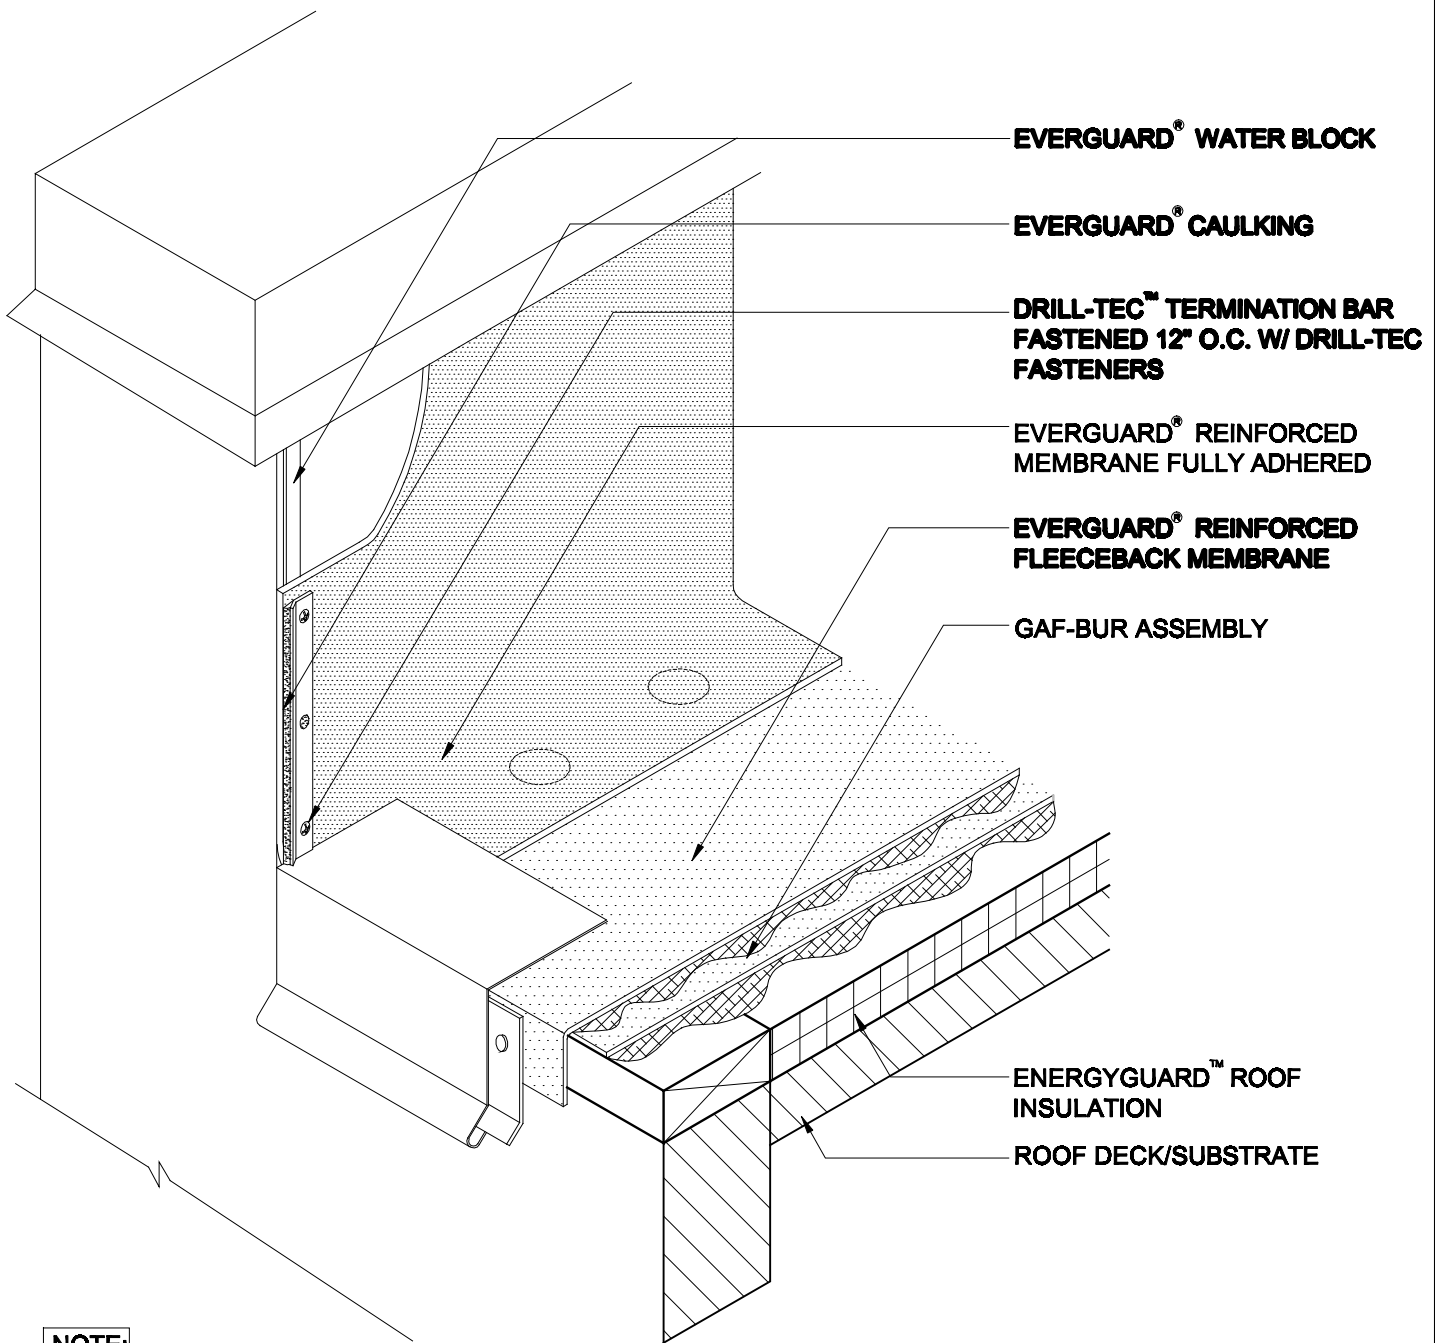 EVERGUARD® WATER BLOCK
EVERGUARD® CAULKING
DRILL-TEC™ TERMINATION BAR
FASTENED 12" O.C. W/ DRILL-TEC
FASTENERS
EVERGUARD® REINFORCED
MEMBRANE FULLY ADHERED
EVERGUARD® REINFORCED
FLEECEBACK MEMBRANE
GAF-BUR ASSEMBLY
ENERGYGUARD™ ROOF
INSULATION
ROOF DECK/SUBSTRATE
NOTE: